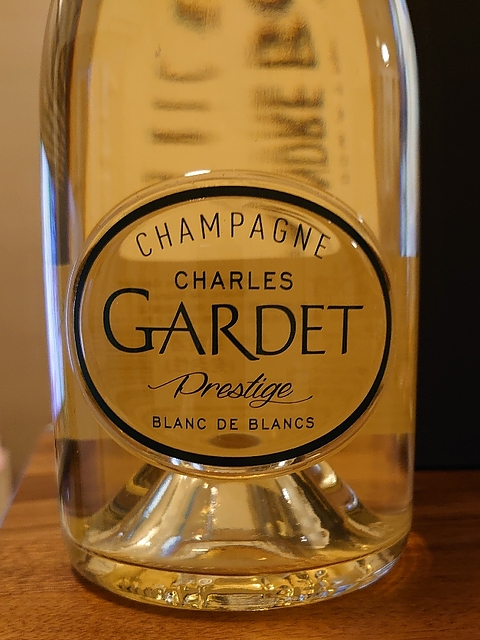 CHAMPAGNE
CHARLES
GARDET
Prestige
BLANC DE BLANCS